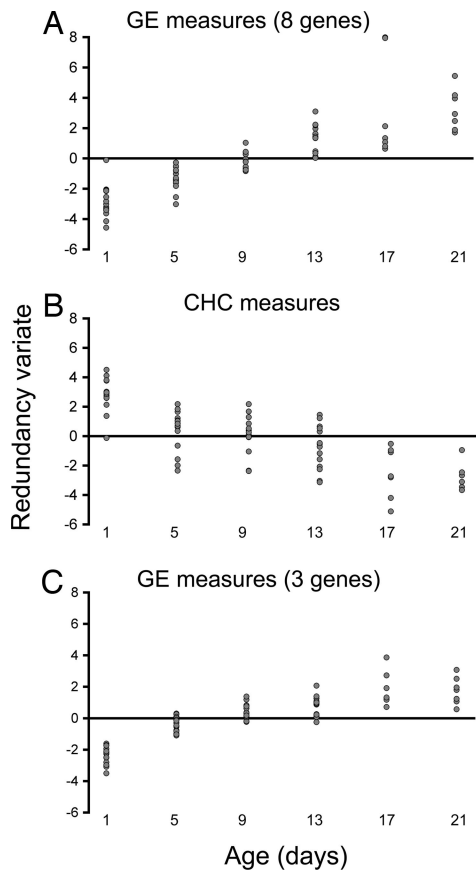 A
GE measures (8 genes)
8
6
4
2
0
-2
-4
-6
1 5 9 13 17 21
B
CHC measures
8
6
4
2
0
-2
-4
-6
1 5 9 13 17 21
C
GE measures (3 genes)
8
6
4
2
0
-2
-4
-6
1 5 9 13 17 21
Redundancy variate
Age (days)